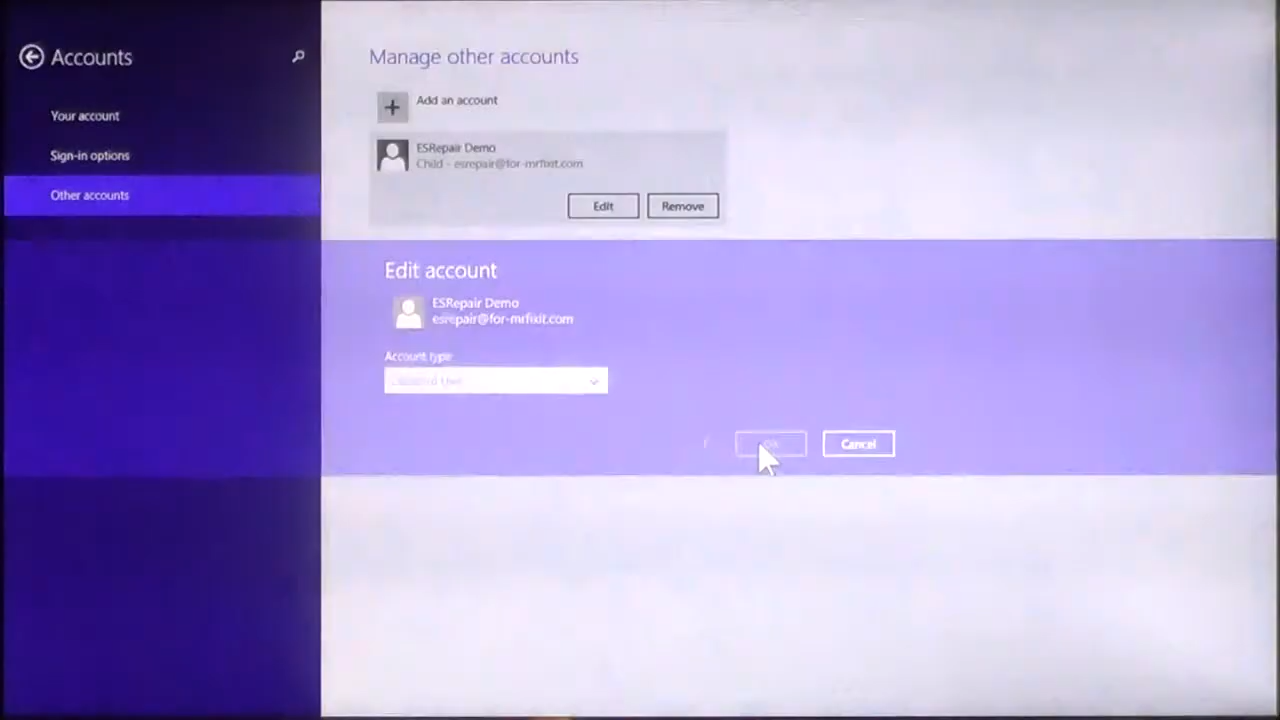 Accounts
Your account
Sign-in options
Other accounts
Manage other accounts
Add an account
ESRepair Demo
Child - esrepair@for-mrfixit.com
Edit
Remove
Edit account
ESRepair Demo
esrepair@for-mrfixit.com
Account type
Cancel